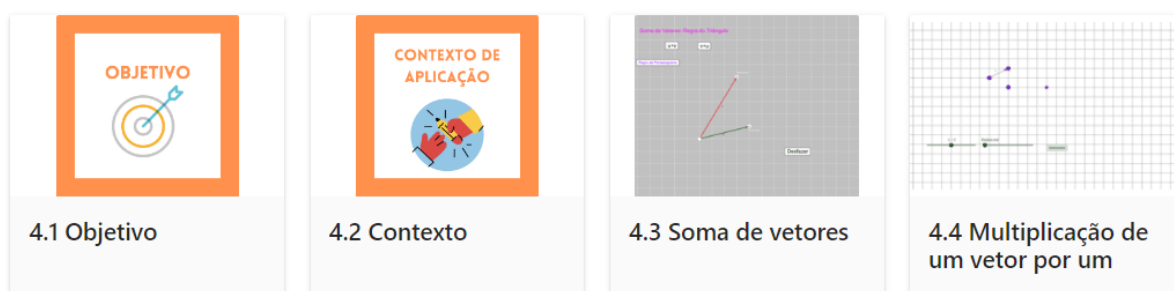 OBJETIVO
CONTEXTO DE
APLICAÇÃO
Soma de Vetores: Regra do Triângulo
Desfazer
4.1 Objetivo
4.2 Contexto
4.3 Soma de vetores
4.4 Multiplicação de
um vetor por um